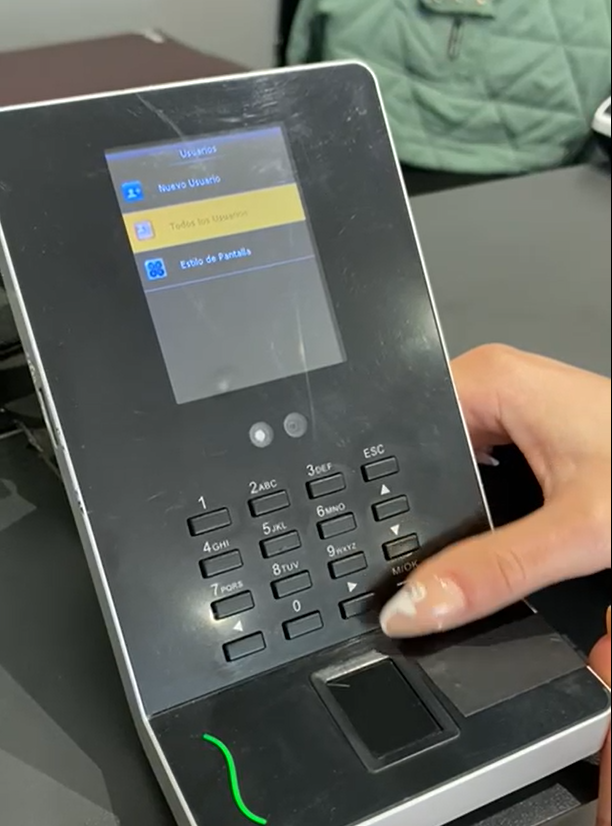 Usuarios
Nuevo Usuario
Todos los Usuarios
Estilo de Pantalla
ESC
1 2ABC 3DEF ▲
4GHI 5JKL 6MNO ▼
7PQRS 8TUV 9WXYZ M/OK
◄ 0 ►